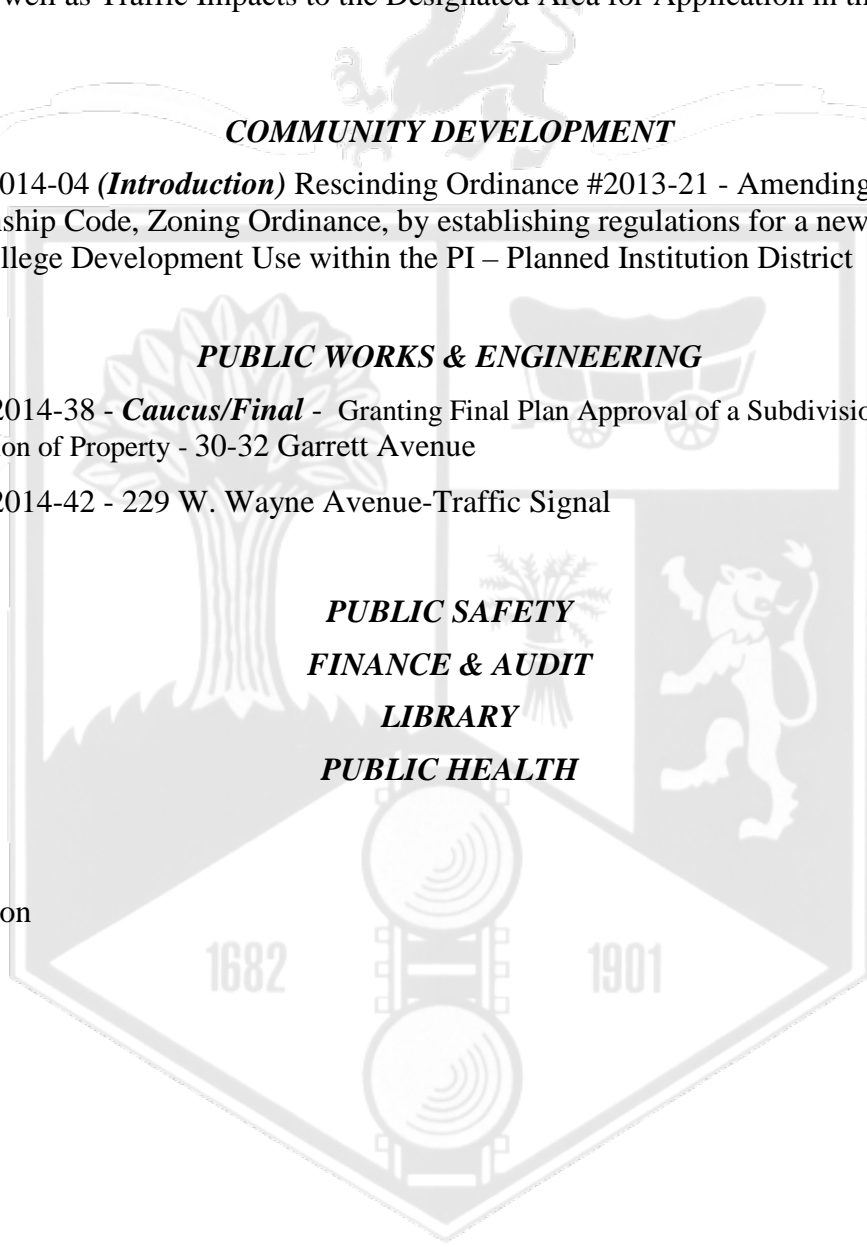 well as Traffic Impacts to the Designated Area for Application in th
COMMUNITY DEVELOPMENT
014-04 (Introduction) Rescinding Ordinance #2013-21 - Amending
ship Code, Zoning Ordinance, by establishing regulations for a new
llege Development Use within the PI – Planned Institution District
PUBLIC WORKS & ENGINEERING
2014-38 - Caucus/Final - Granting Final Plan Approval of a Subdivisio
on of Property - 30-32 Garrett Avenue
2014-42 - 229 W. Wayne Avenue-Traffic Signal
PUBLIC SAFETY
FINANCE & AUDIT
LIBRARY
PUBLIC HEALTH
on
1682 1901